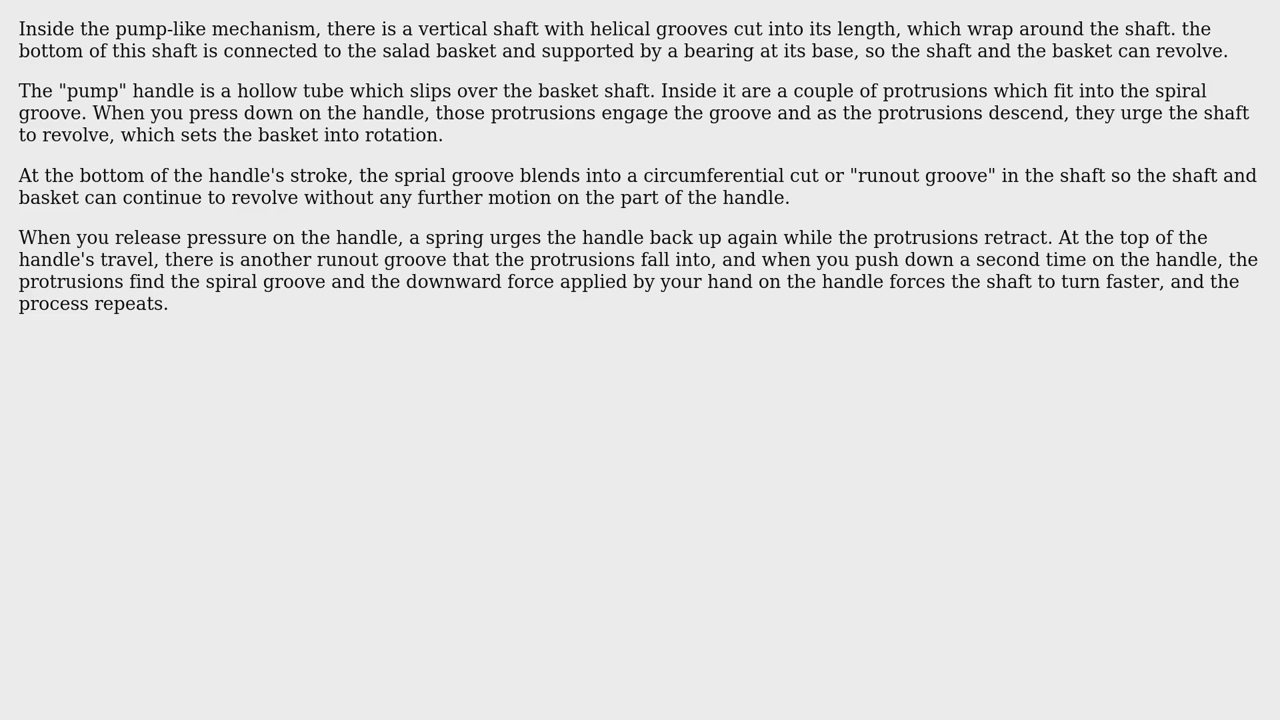 Inside the pump-like mechanism, there is a vertical shaft with helical grooves cut into its length, which wrap around the shaft. the
bottom of this shaft is connected to the salad basket and supported by a bearing at its base, so the shaft and the basket can revolve.
The "pump" handle is a hollow tube which slips over the basket shaft. Inside it are a couple of protrusions which fit into the spiral
groove. When you press down on the handle, those protrusions engage the groove and as the protrusions descend, they urge the shaft
to revolve, which sets the basket into rotation.
At the bottom of the handle's stroke, the sprial groove blends into a circumferential cut or "runout groove" in the shaft so the shaft and
basket can continue to revolve without any further motion on the part of the handle.
When you release pressure on the handle, a spring urges the handle back up again while the protrusions retract. At the top of the
handle's travel, there is another runout groove that the protrusions fall into, and when you push down a second time on the handle, the
protrusions find the spiral groove and the downward force applied by your hand on the handle forces the shaft to turn faster, and the
process repeats.